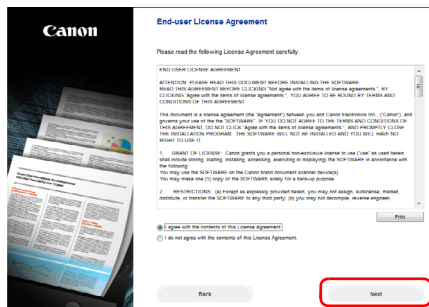 Canon
End-user License Agreement
Please read the following License Agreement carefully.
END USER LICENSE AGREEMENT
ATTENTION: PLEASE READ THIS DOCUMENT BEFORE INSTALLING THE SOFTWARE
READ THIS AGREEMENT BEFORE CLICKING "Not agree with the items of license agreements.". BY
CLICKING "Agree with the items of license agreements.", YOU AGREE TO BE BOUND BY TERMS AND
CONDITIONS OF THIS AGREEMENT
This document is a license agreement (the "Agreement") between you and Canon Electronics Inc., ("Canon"), and
governs your use of the the "SOFTWARE". IF YOU DO NOT AGREE TO THE TERMS AND CONDITIONS OF
THIS AGREEMENT, DO NOT CLICK "Agree with the items of license agreements.", AND PROMPTLY CLOSE
THE INSTALLATION PROGRAM. THE SOFTWARE WILL NOT BE INSTALLED AND YOU WILL HAVE NO
RIGHT TO USE IT
1. GRANT OF LICENSE: Canon grants you a personal non-exclusive license to use ("use" as used herein
shall include storing, loading, installing, accessing, executing or displaying) the SOFTWARE in accordance with
the following:
You may use the SOFTWARE on the Canon brand document scanner device(s).
You may make one (1) copy of the SOFTWARE solely for a back-up purpose
2. RESTRICTIONS: (a) Except as expressly provided herein, you may not assign, sublicense, market,
distribute, or transfer the SOFTWARE to any third party; (b) you may not decompile, reverse engineer,
Print
I agree with the contents of this License Agreement
I do not agree with the contents of this License Agreement.
Back
Next